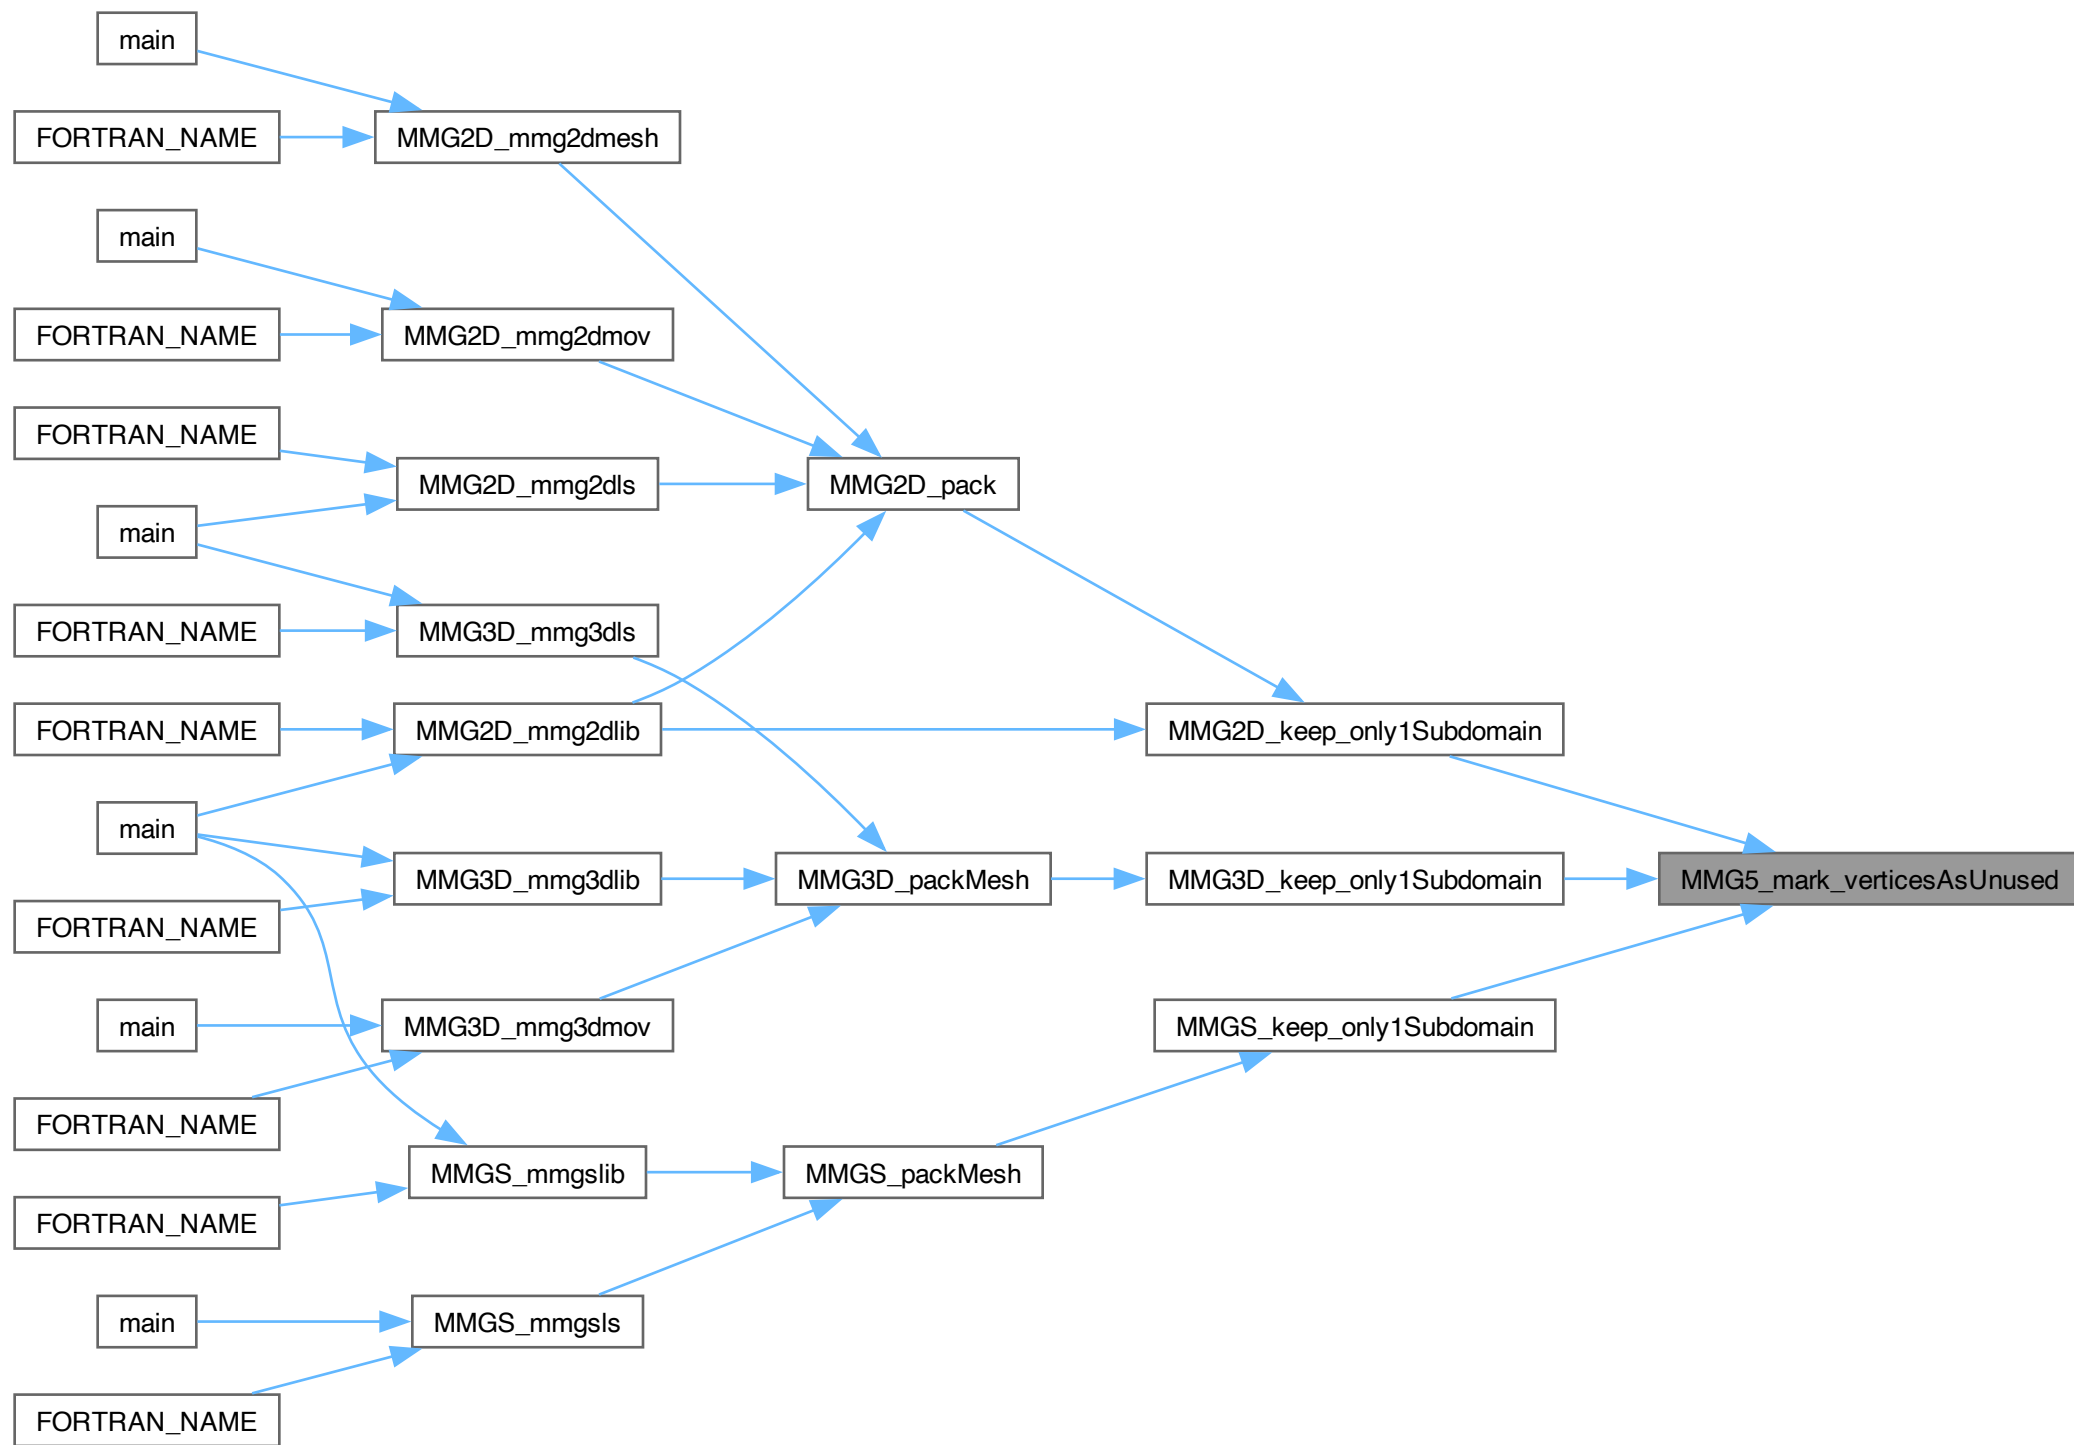 main
FORTRAN_NAME
MMG2D_mmg2dmesh
main
FORTRAN_NAME
MMG2D_mmg2dmov
FORTRAN_NAME
MMG2D_mmg2dls
MMG2D_pack
main
FORTRAN_NAME
MMG3D_mmg3dls
FORTRAN_NAME
MMG2D_mmg2dlib
MMG2D_keep_only1Subdomain
main
MMG3D_mmg3dlib
MMG3D_packMesh
MMG3D_keep_only1Subdomain
MMG5_mark_verticesAsUnused
FORTRAN_NAME
main
MMG3D_mmg3dmov
MMGS_keep_only1Subdomain
FORTRAN_NAME
MMGS_mmgslib
MMGS_packMesh
FORTRAN_NAME
main
MMGS_mmgsls
FORTRAN_NAME